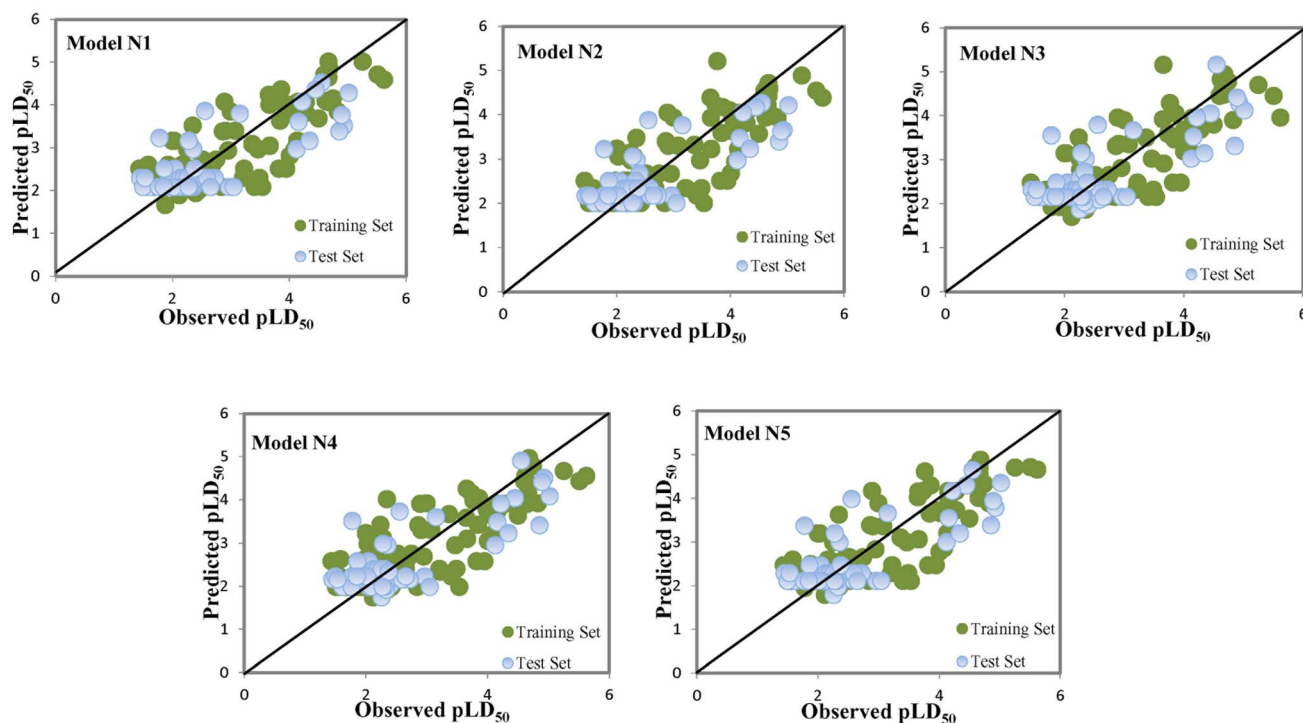 Model N1
Predicted pLD50
6
5
4
3
2
1
0
Training Set
Test Set
0 2 4 6
Observed pLD50
Model N2
Predicted pLD50
6
5
4
3
2
1
0
Training Set
Test Set
0 2 4 6
Observed pLD50
Model N3
Predicted pLD50
6
5
4
3
2
1
0
Training Set
Test Set
0 2 4 6
Observed pLD50
Model N4
Predicted pLD50
6
5
4
3
2
1
0
Training Set
Test Set
0 2 4 6
Observed pLD50
Model N5
Predicted pLD50
6
5
4
3
2
1
0
Training Set
Test Set
0 2 4 6
Observed pLD50